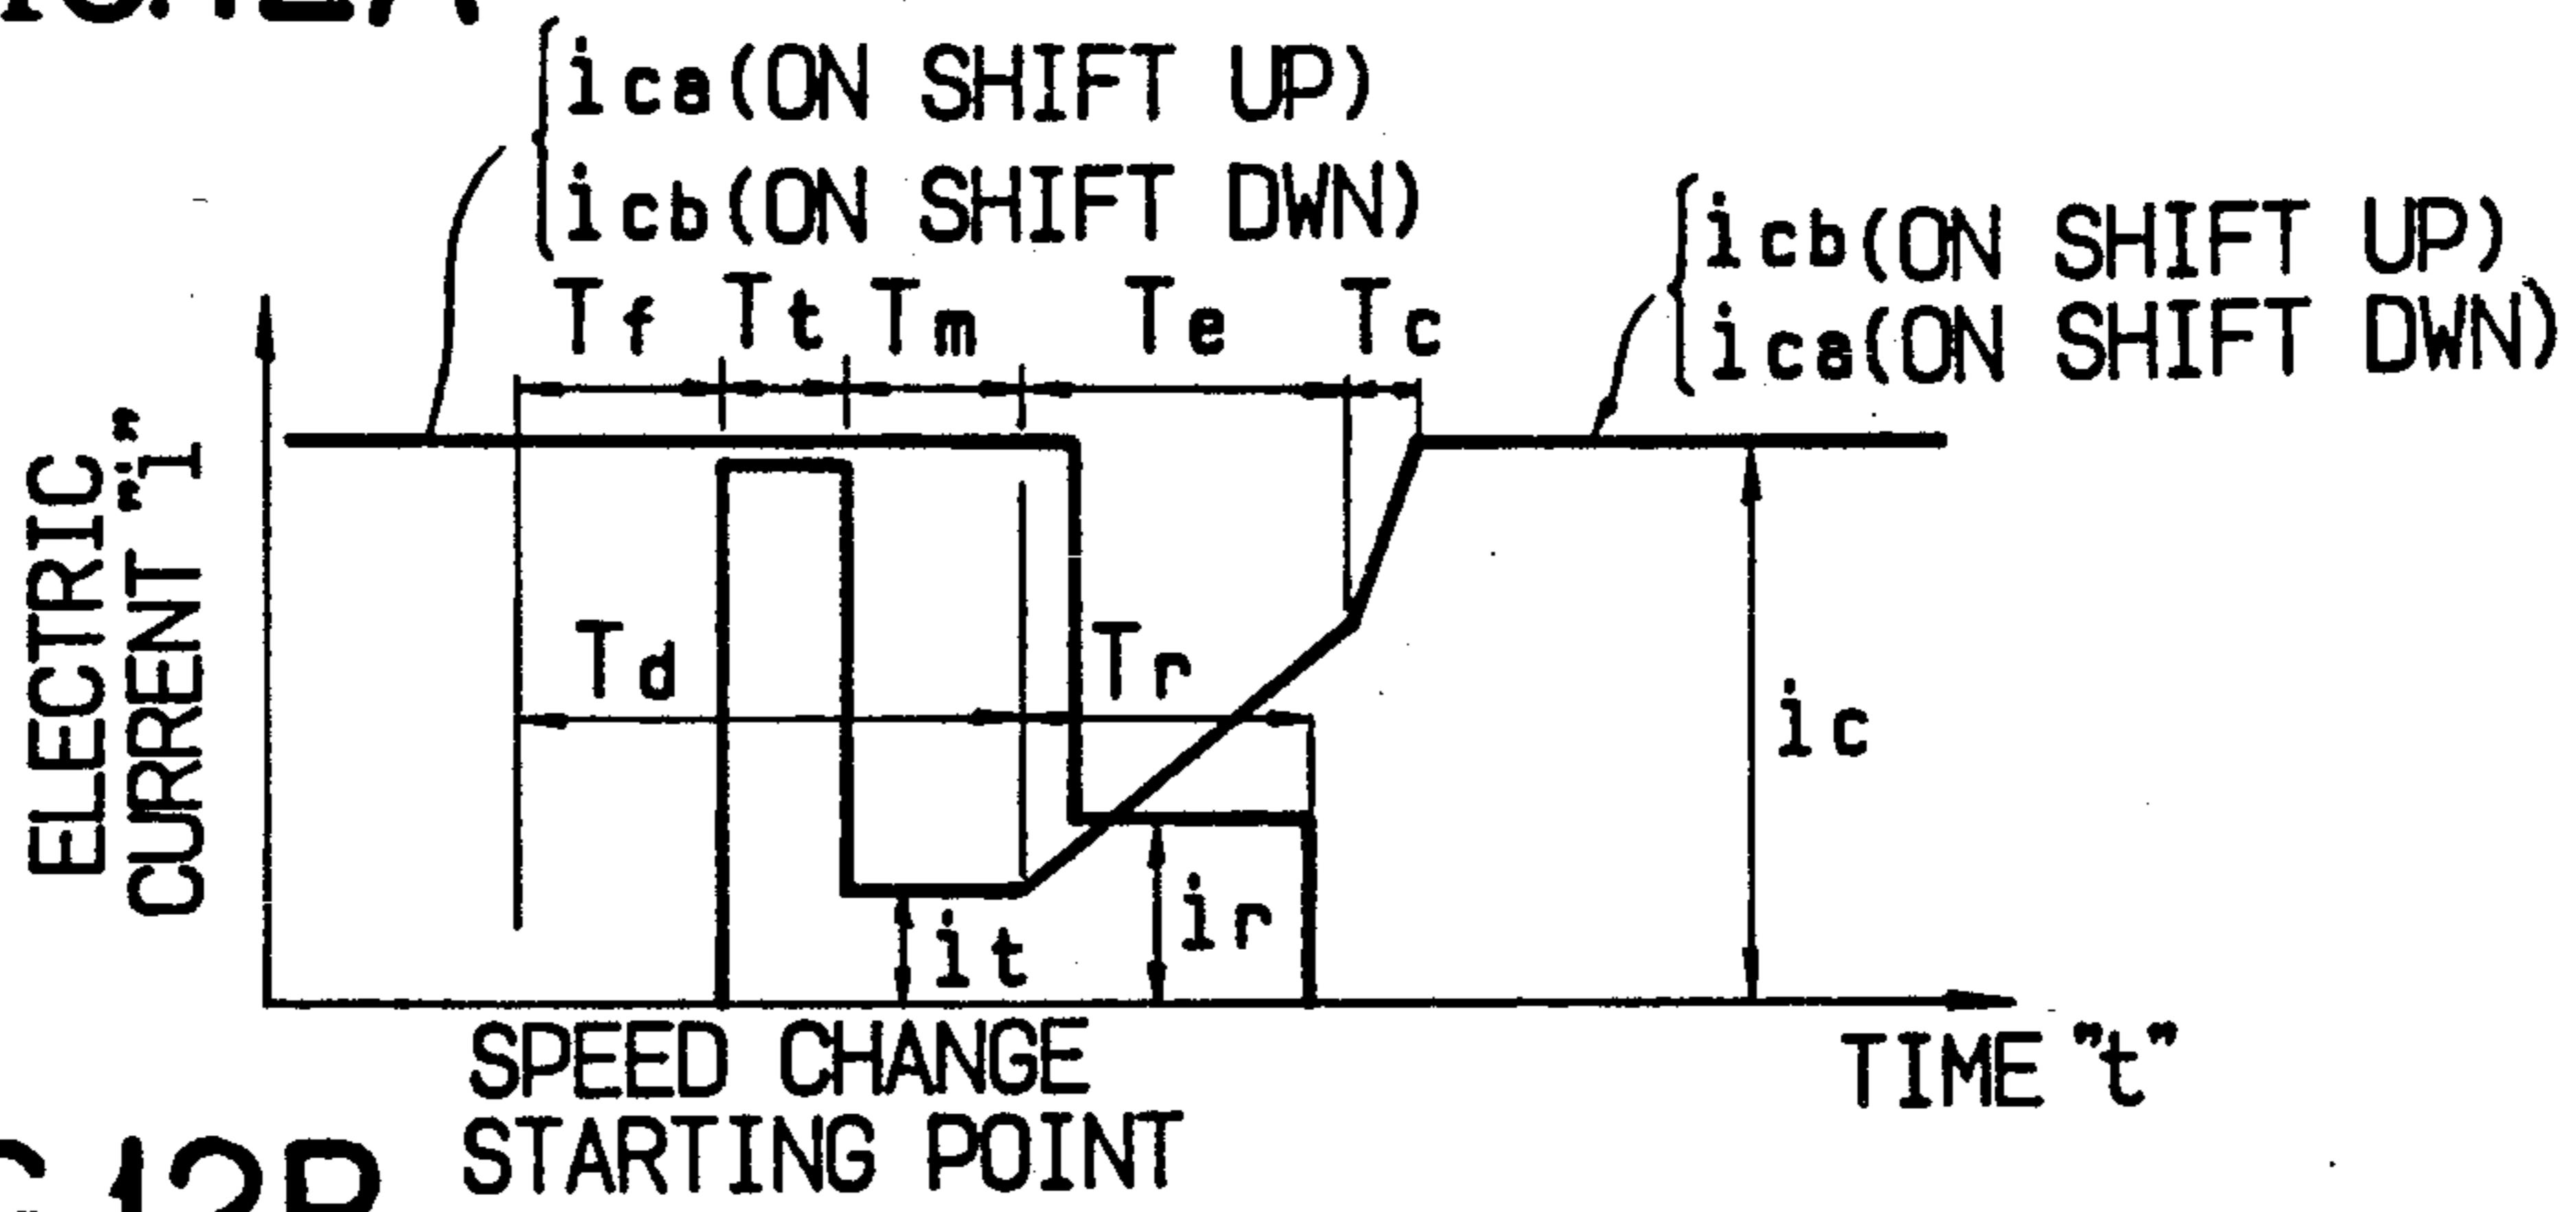 ica(ON SHIFT UP)
icb(ON SHIFT DWN)
icb(ON SHIFT UP)
ica(ON SHIFT DWN)
Tf Tt Tm Te Tc
ELECTRIC
CURRENT "i"
Td
Tr
ic
it
ir
SPEED CHANGE
STARTING POINT
TIME "t"